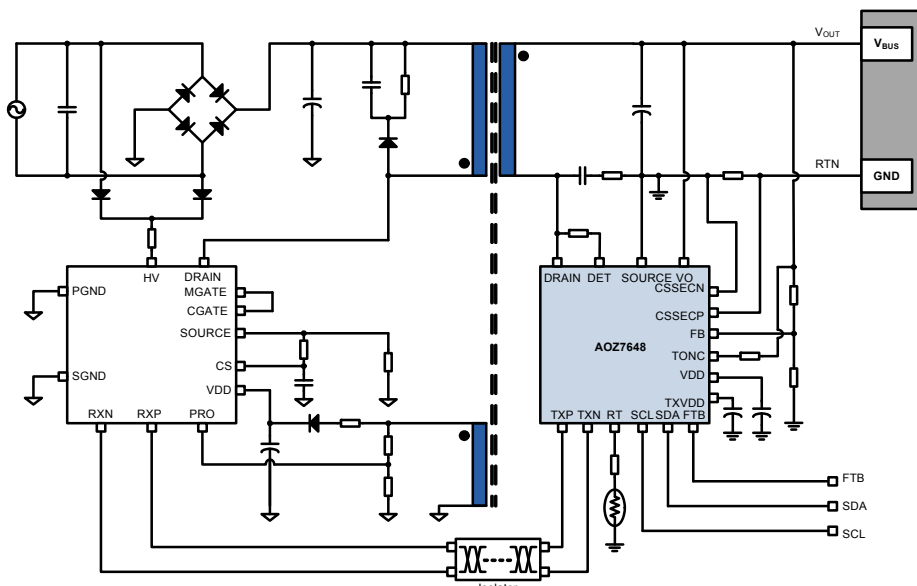 VOUT
VBUS
RTN
GND
HV
DRAIN
PGND
MGATE
CGATE
SOURCE
CS
SGND
VDD
RXN RXP PRO
DRAIN DET SOURCE VO
CSSECN
CSSECP
FB
AOZ7648
TONC
VDD
TXVDD
TXP TXN RT SCL SDA FTB
FTB
SDA
SCL
Isolator